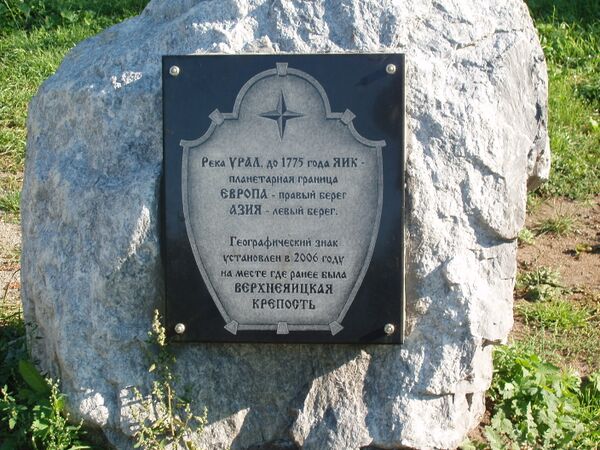 Река УРАЛ, до 1775 года ЯИК -
планетарная граница
ЕВРОПА - правый берег
АЗИЯ - левый берег.
Географический знак
установлен в 2006 году
на месте где ранее была
ВЕРХНЕЯИЦКАЯ
КРЕПОСТЬ